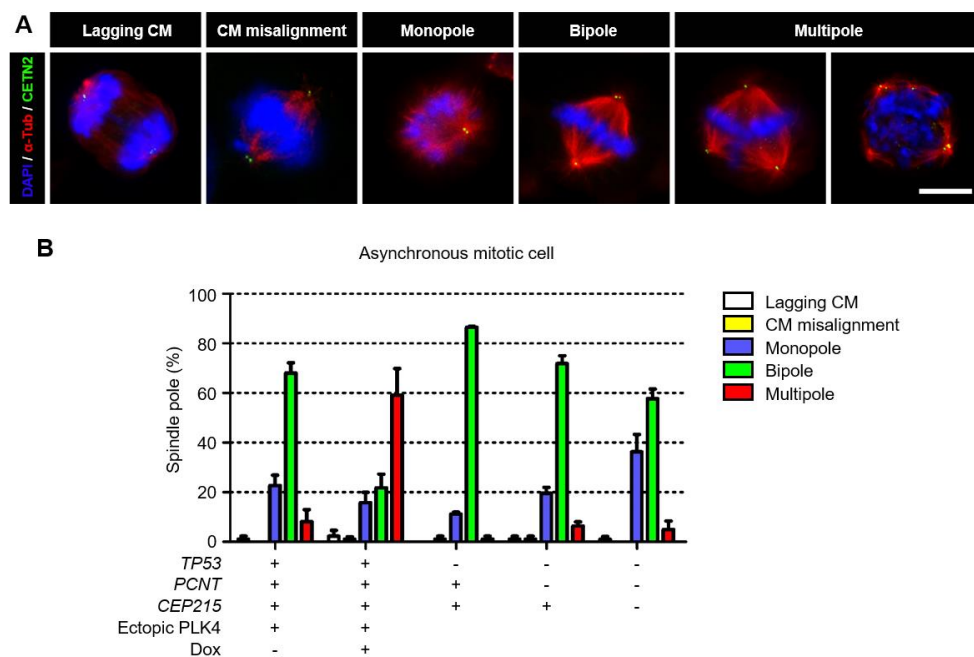 A
Lagging CM CM misalignment Monopole Bipole Multipole
DAPI / α-Tub / CETN2
B
Asynchronous mitotic cell
Spindle pole (%)
100
80
60
40
20
0
Lagging CM
CM misalignment
Monopole
Bipole
Multipole
TP53 + + - - -
PCNT + + + - -
CEP215 + + + + -
Ectopic PLK4 + +
Dox - +